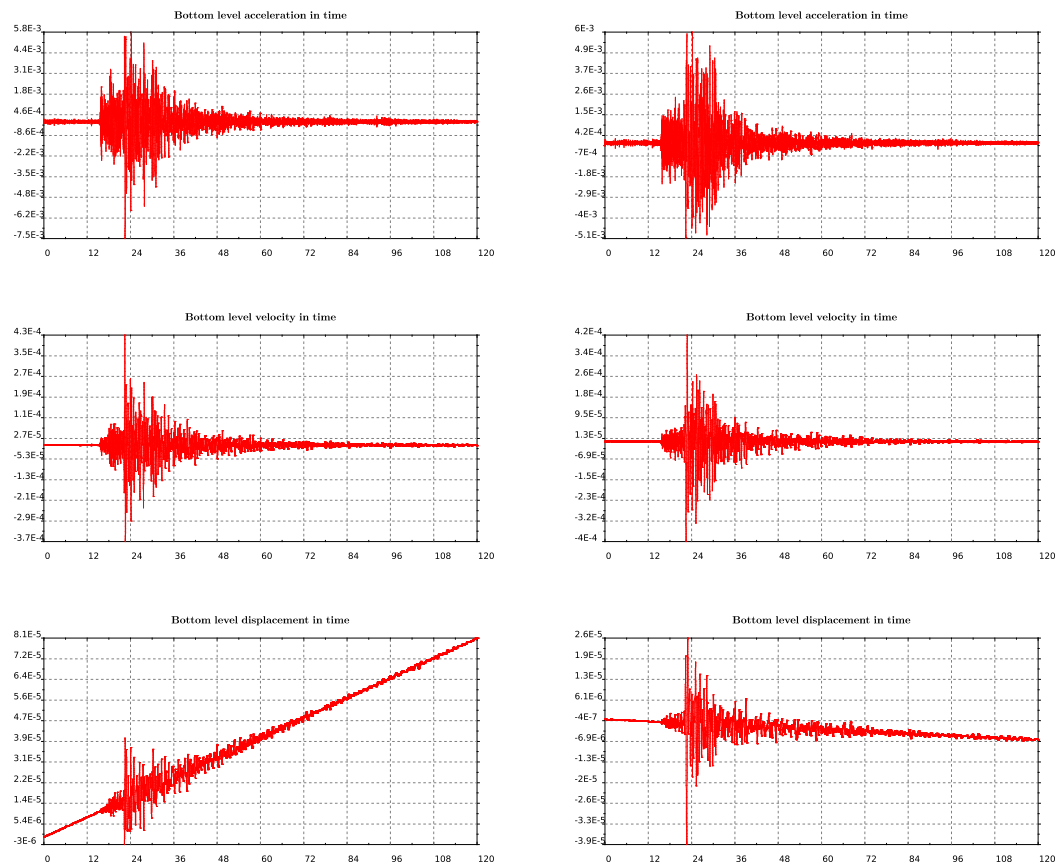 Bottom level acceleration in time
5.8E-3
4.4E-3
3.1E-3
1.8E-3
4.6E-4
-8.6E-4
-2.2E-3
-3.5E-3
-4.8E-3
-6.2E-3
-7.5E-3
0 12 24 36 48 60 72 84 96 108 120
Bottom level acceleration in time
6E-3
4.9E-3
3.7E-3
2.6E-3
1.5E-3
4.2E-4
-7E-4
-1.8E-3
-2.9E-3
-4E-3
-5.1E-3
0 12 24 36 48 60 72 84 96 108 120
Bottom level velocity in time
4.3E-4
3.5E-4
2.7E-4
1.9E-4
1.1E-4
2.7E-5
-5.3E-5
-1.3E-4
-2.1E-4
-2.9E-4
-3.7E-4
0 12 24 36 48 60 72 84 96 108 120
Bottom level velocity in time
4.2E-4
3.4E-4
2.6E-4
1.8E-4
9.5E-5
1.3E-5
-6.9E-5
-1.5E-4
-2.3E-4
-3.2E-4
-4E-4
0 12 24 36 48 60 72 84 96 108 120
Bottom level displacement in time
8.1E-5
7.2E-5
6.4E-5
5.6E-5
4.7E-5
3.9E-5
3.1E-5
2.2E-5
1.4E-5
5.4E-6
-3E-6
0 12 24 36 48 60 72 84 96 108 120
Bottom level displacement in time
2.6E-5
1.9E-5
1.3E-5
6.1E-6
-4E-7
-6.9E-6
-1.3E-5
-2E-5
-2.6E-5
-3.3E-5
-3.9E-5
0 12 24 36 48 60 72 84 96 108 120